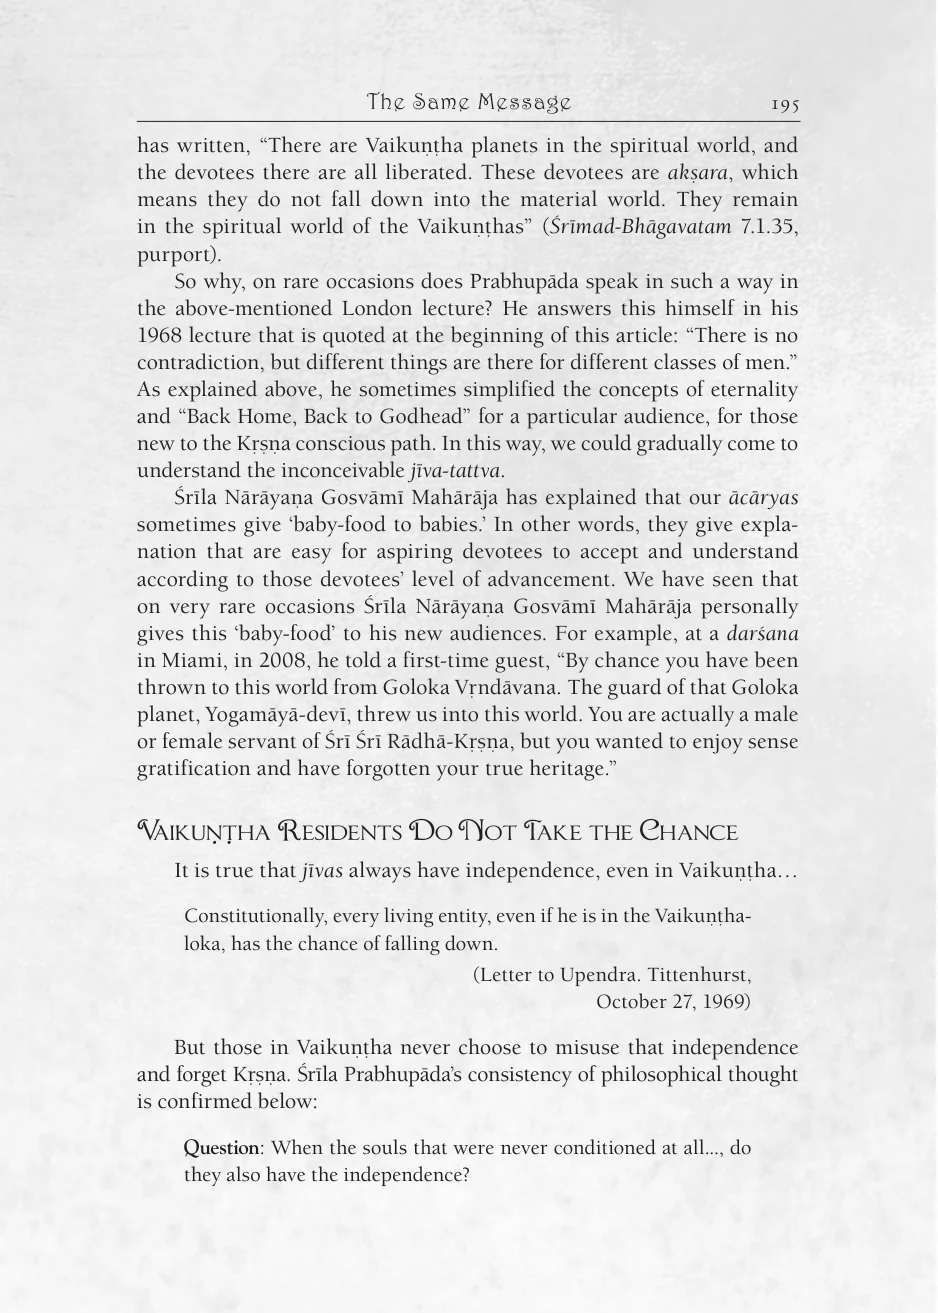 The Same Message 195
has written, “There are Vaikuṇṭha planets in the spiritual world, and
the devotees there are all liberated. These devotees are akṣara, which
means they do not fall down into the material world. They remain
in the spiritual world of the Vaikuṇṭhas” (Śrīmad-Bhāgavatam 7.1.35,
purport).
So why, on rare occasions does Prabhupāda speak in such a way in
the above-mentioned London lecture? He answers this himself in his
1968 lecture that is quoted at the beginning of this article: “There is no
contradiction, but different things are there for different classes of men.”
As explained above, he sometimes simplified the concepts of eternality
and “Back Home, Back to Godhead” for a particular audience, for those
new to the Kṛṣṇa conscious path. In this way, we could gradually come to
understand the inconceivable jīva-tattva.
Śrīla Nārāyaṇa Gosvāmī Mahārāja has explained that our ācāryas
sometimes give ‘baby-food to babies.’ In other words, they give expla-
nation that are easy for aspiring devotees to accept and understand
according to those devotees’ level of advancement. We have seen that
on very rare occasions Śrīla Nārāyaṇa Gosvāmī Mahārāja personally
gives this ‘baby-food’ to his new audiences. For example, at a darśana
in Miami, in 2008, he told a first-time guest, “By chance you have been
thrown to this world from Goloka Vṛndāvana. The guard of that Goloka
planet, Yogamāyā-devī, threw us into this world. You are actually a male
or female servant of Śrī Śrī Rādhā-Kṛṣṇa, but you wanted to enjoy sense
gratification and have forgotten your true heritage.”
Vaikuṇṭha Residents Do Not Take the Chance
It is true that jīvas always have independence, even in Vaikuṇṭha…
Constitutionally, every living entity, even if he is in the Vaikuṇṭha-
loka, has the chance of falling down.
(Letter to Upendra. Tittenhurst,
October 27, 1969)
But those in Vaikuṇṭha never choose to misuse that independence
and forget Kṛṣṇa. Śrīla Prabhupāda’s consistency of philosophical thought
is confirmed below:
Question: When the souls that were never conditioned at all..., do
they also have the independence?